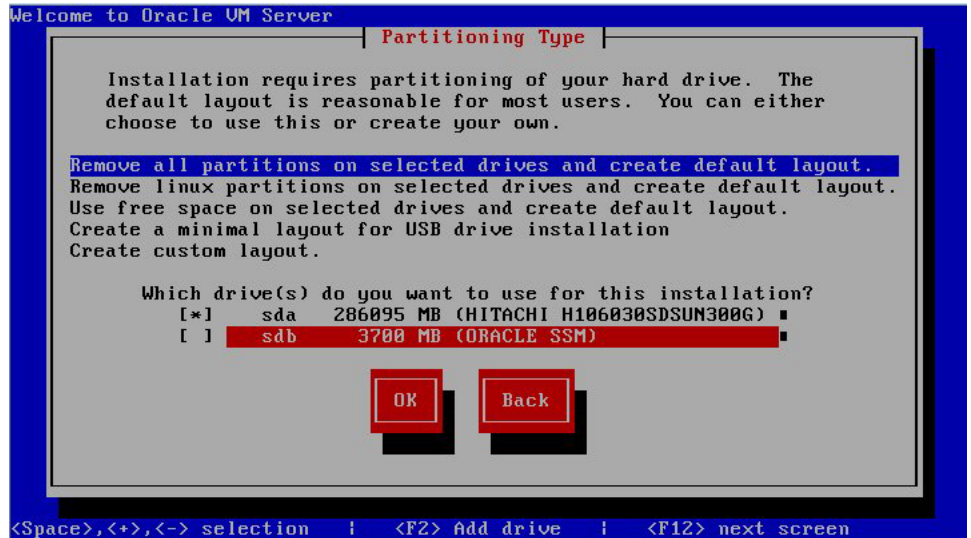 Welcome to Oracle VM Server
Partitioning Type
Installation requires partitioning of your hard drive.  The
default layout is reasonable for most users.  You can either
choose to use this or create your own.
Remove all partitions on selected drives and create default layout.
Remove linux partitions on selected drives and create default layout.
Use free space on selected drives and create default layout.
Create a minimal layout for USB drive installation
Create custom layout.
Which drive(s) do you want to use for this installation?
[*]    sda   286095 MB (HITACHI H106030SDSUN300G)
[ ]    sdb     3700 MB (ORACLE SSM)
OK    Back
<Space>,<+>,<-> selection   |   <F2> Add drive   |   <F12> next screen